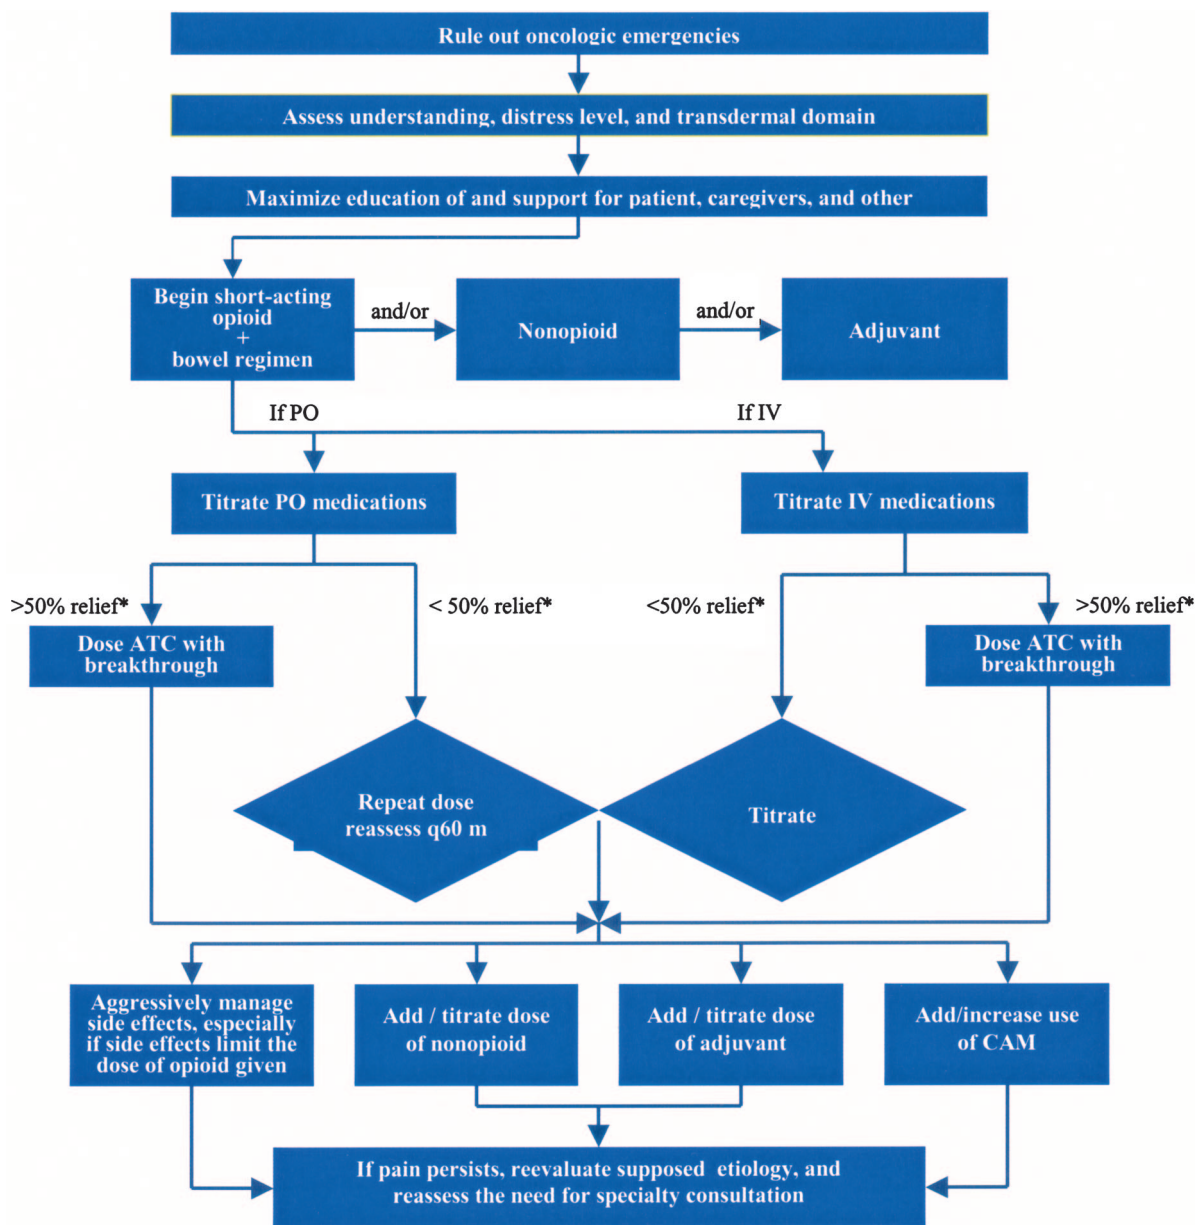 Rule out oncologic emergencies
Assess understanding, distress level, and transdermal domain
Maximize education of and support for patient, caregivers, and other
Begin short-acting
opioid
+
bowel regimen
and/or
Nonopioid
and/or
Adjuvant
If PO
If IV
Titrate PO medications
Titrate IV medications
>50% relief*
< 50% relief*
<50% relief*
>50% relief*
Dose ATC with
breakthrough
Dose ATC with
breakthrough
Repeat dose
reassess q60 m
Titrate
Aggressively manage
side effects, especially
if side effects limit the
dose of opioid given
Add / titrate dose
of nonopioid
Add / titrate dose
of adjuvant
Add/increase use
of CAM
If pain persists, reevaluate supposed etiology, and
reassess the need for specialty consultation